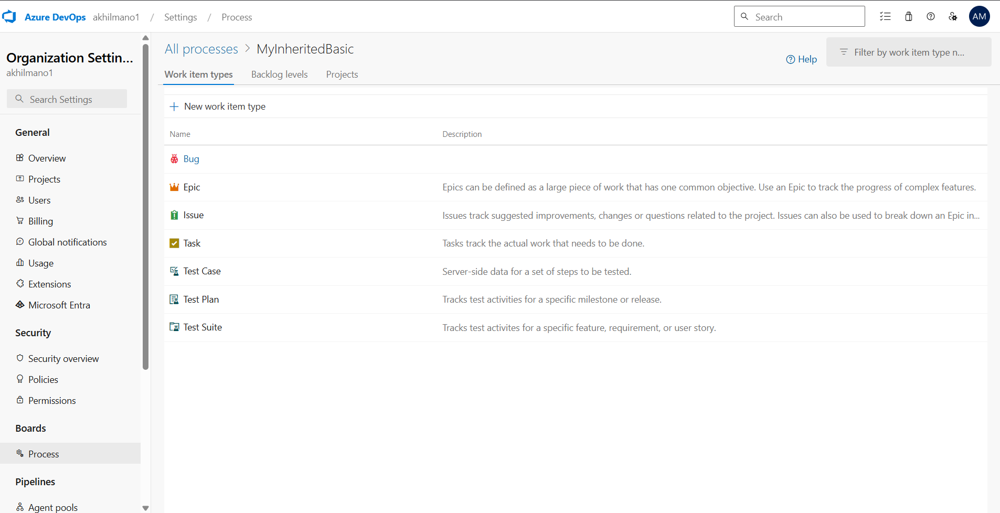 Azure DevOps akhilmano1 / Settings / Process
Search
AM
Organization Settin...
akhilmano1
Search Settings
General
Overview
Projects
Users
Billing
Global notifications
Usage
Extensions
Microsoft Entra
Security
Security overview
Policies
Permissions
Boards
Process
Pipelines
Agent pools
All processes > MyInheritedBasic
Help
Filter by work item type n...
Work item types Backlog levels Projects
+ New work item type
Name Description
Bug
Epic Epics can be defined as a large piece of work that has one common objective. Use an Epic to track the progress of complex features.
Issue Issues track suggested improvements, changes or questions related to the project. Issues can also be used to break down an Epic in...
Task Tasks track the actual work that needs to be done.
Test Case Server-side data for a set of steps to be tested.
Test Plan Tracks test activities for a specific milestone or release.
Test Suite Tracks test activites for a specific feature, requirement, or user story.